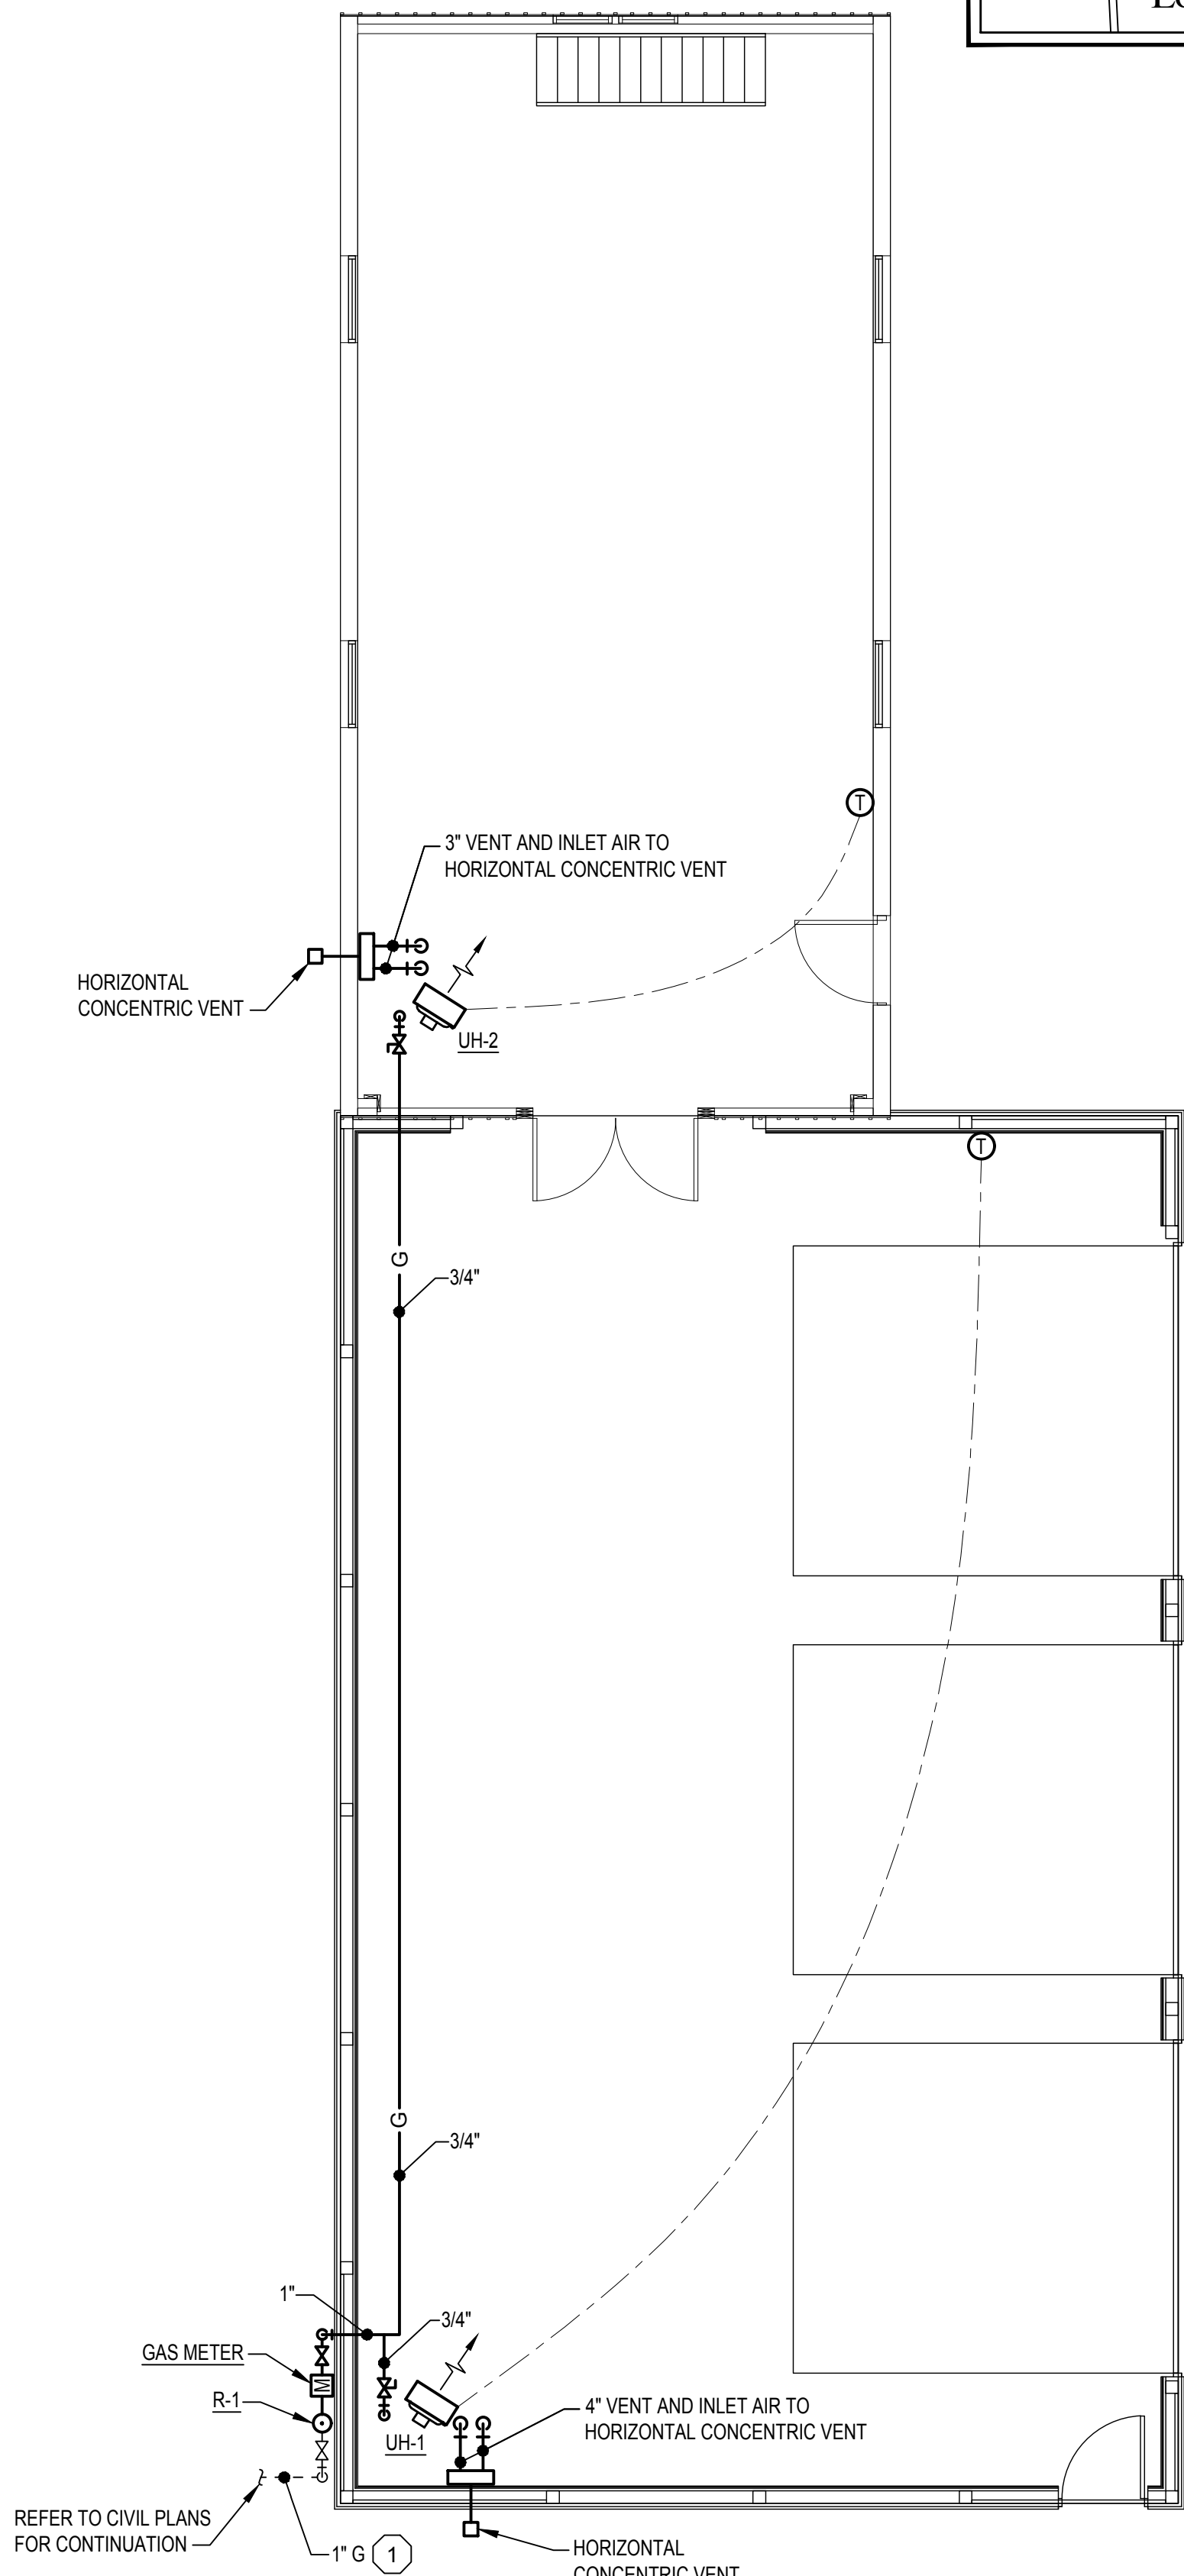 T
3" VENT AND INLET AIR TO
HORIZONTAL CONCENTRIC VENT
HORIZONTAL
CONCENTRIC VENT
UH-2
T
G
3/4"
G
3/4"
1"
3/4"
GAS METER
M
R-1
4" VENT AND INLET AIR TO
HORIZONTAL CONCENTRIC VENT
UH-1
REFER TO CIVIL PLANS
FOR CONTINUATION
1" G 1
HORIZONTAL
CONCENTRIC VENT